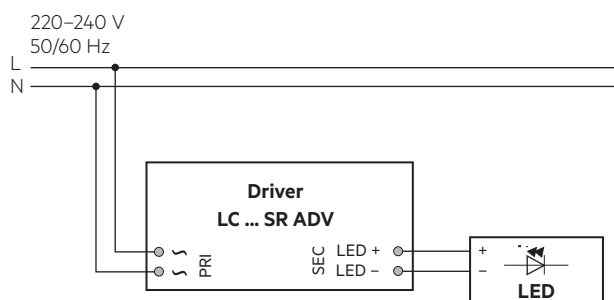 220–240 V
50/60 Hz
L
N
Driver
LC ... SR ADV
~ PRI SEC LED + +
~ LED – –
LED